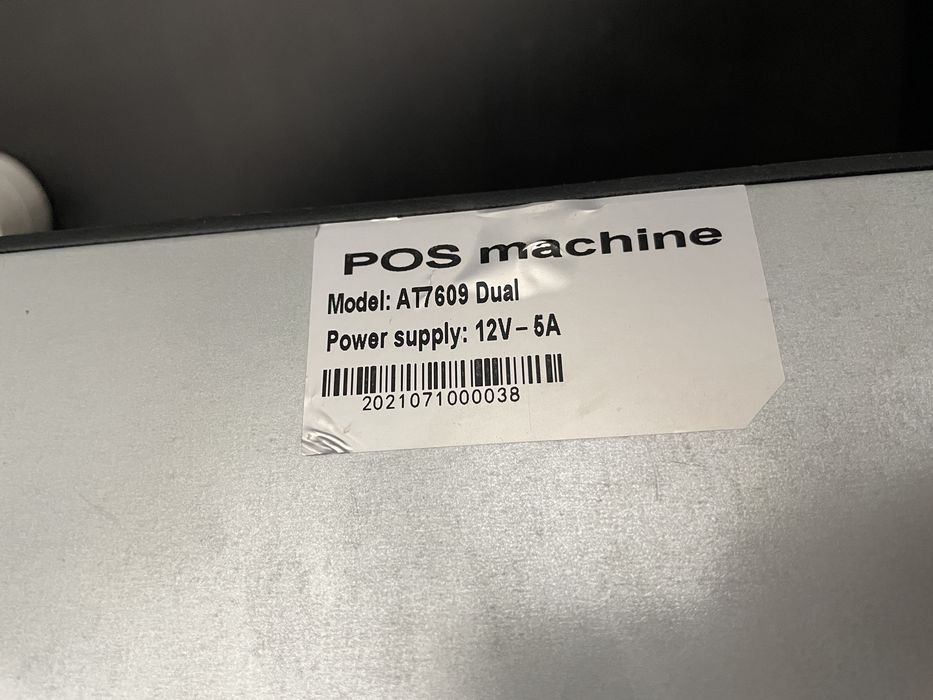 POS machine
Model: AT7609 Dual
Power supply: 12V – 5A
2021071000038